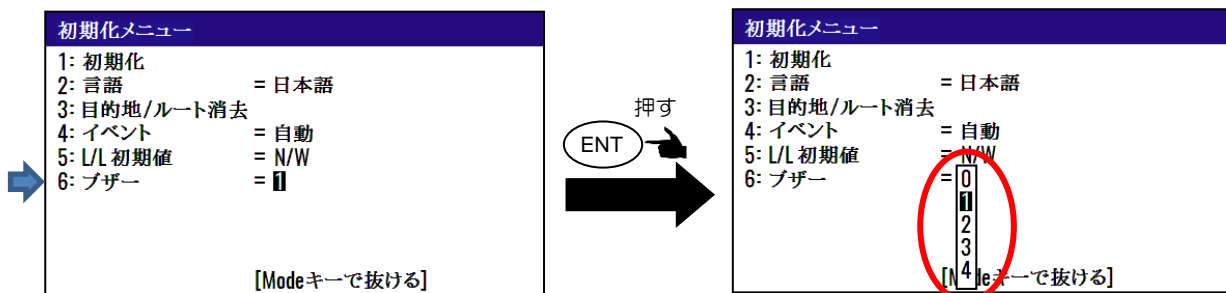 初期化メニュー
1: 初期化
2: 言語 = 日本語
3: 目的地/ルート消去
4: イベント = 自動
5: L/L 初期値 = N/W
6: ブザー = 1
[Modeキーで抜ける]
押す
ENT
初期化メニュー
1: 初期化
2: 言語 = 日本語
3: 目的地/ルート消去
4: イベント = 自動
5: L/L 初期値 = N/W
6: ブザー = 0
1
2
3
4
[Modeキーで抜ける]